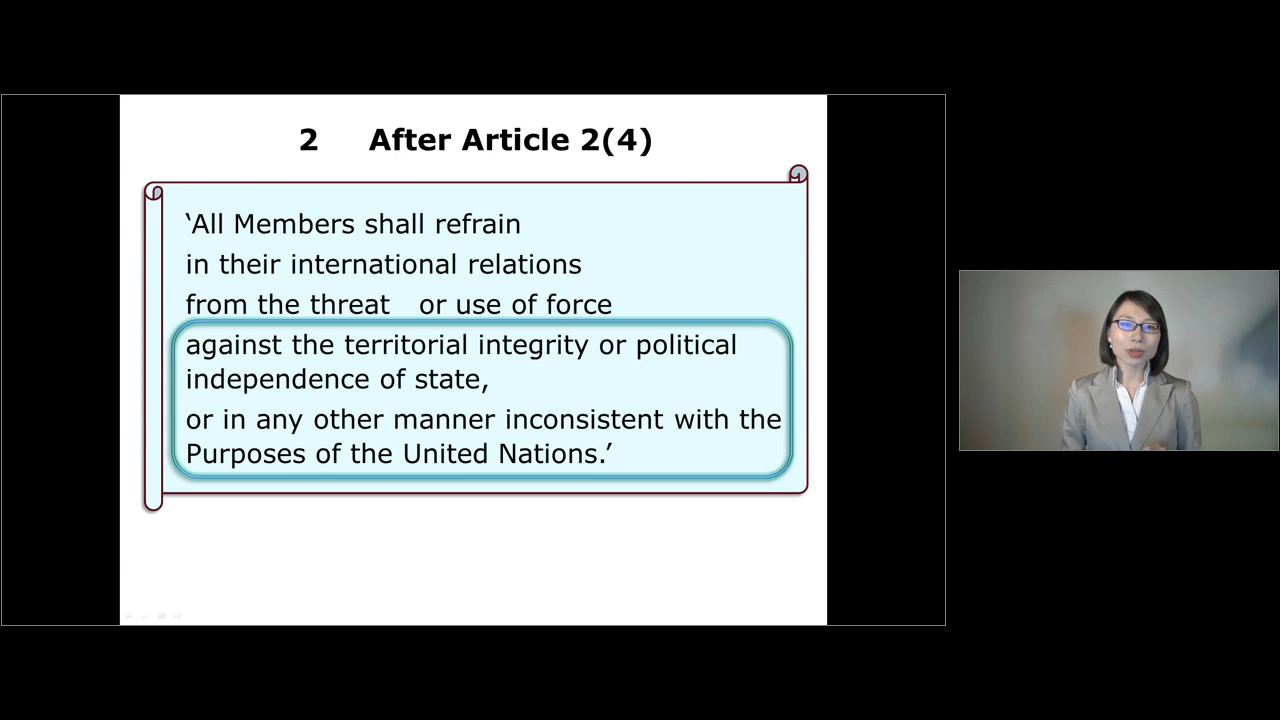 2 After Article 2(4)
‘All Members shall refrain
in their international relations
from the threat or use of force
against the territorial integrity or political
independence of state,
or in any other manner inconsistent with the
Purposes of the United Nations.’